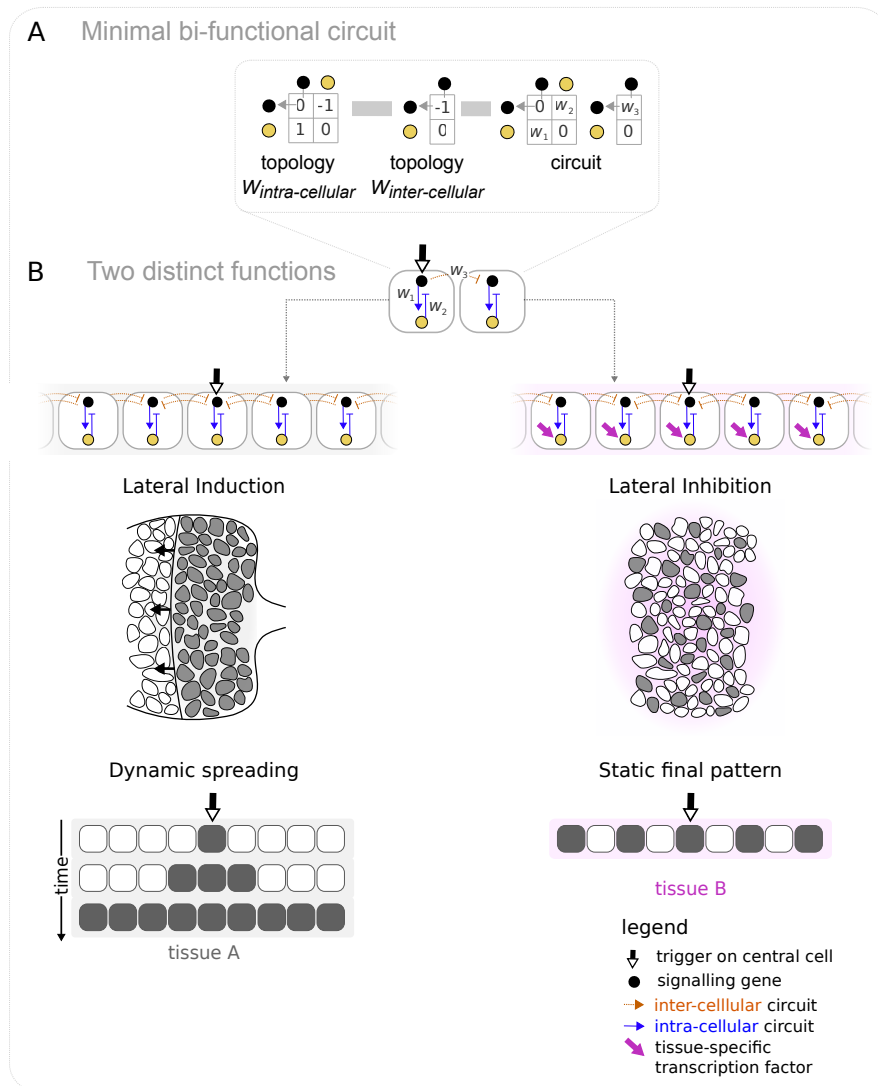 A Minimal bi-functional circuit
0 -1
1 0
-1
0
0 w2
w1 0
w3
0
topology
Wintra-cellular
topology
Winter-cellular
circuit
B Two distinct functions
w3
w1
w2
Lateral Induction
Lateral Inhibition
Dynamic spreading
Static final pattern
time
tissue A
tissue B
legend
trigger on central cell
signalling gene
inter-celllular circuit
intra-cellular circuit
tissue-specific
transcription factor